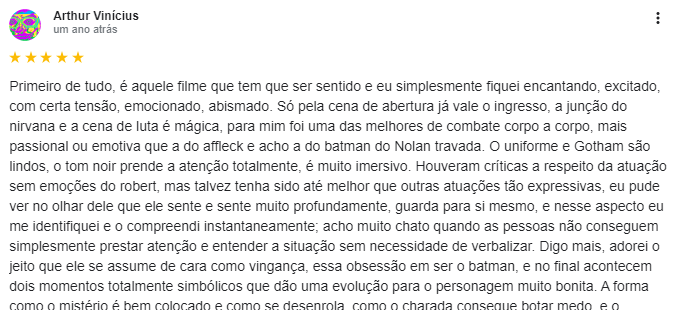 Arthur Vinícius
um ano atrás
Primeiro de tudo, é aquele filme que tem que ser sentido e eu simplesmente fiquei encantando, excitado,
com certa tensão, emocionado, abismado. Só pela cena de abertura já vale o ingresso, a junção do
nirvana e a cena de luta é mágica, para mim foi uma das melhores de combate corpo a corpo, mais
passional ou emotiva que a do affleck e acho a do batman do Nolan travada. O uniforme e Gotham são
lindos, o tom noir prende a atenção totalmente, é muito imersivo. Houveram críticas a respeito da atuação
sem emoções do robert, mas talvez tenha sido até melhor que outras atuações tão expressivas, eu pude
ver no olhar dele que ele sente e sente muito profundamente, guarda para si mesmo, e nesse aspecto eu
me identifiquei e o compreendi instantaneamente; acho muito chato quando as pessoas não conseguem
simplesmente prestar atenção e entender a situação sem necessidade de verbalizar. Digo mais, adorei o
jeito que ele se assume de cara como vingança, essa obsessão em ser o batman, e no final acontecem
dois momentos totalmente simbólicos que dão uma evolução para o personagem muito bonita. A forma
como o mistério é bem colocado e como se desenrola, como o charada consegue botar medo, e o